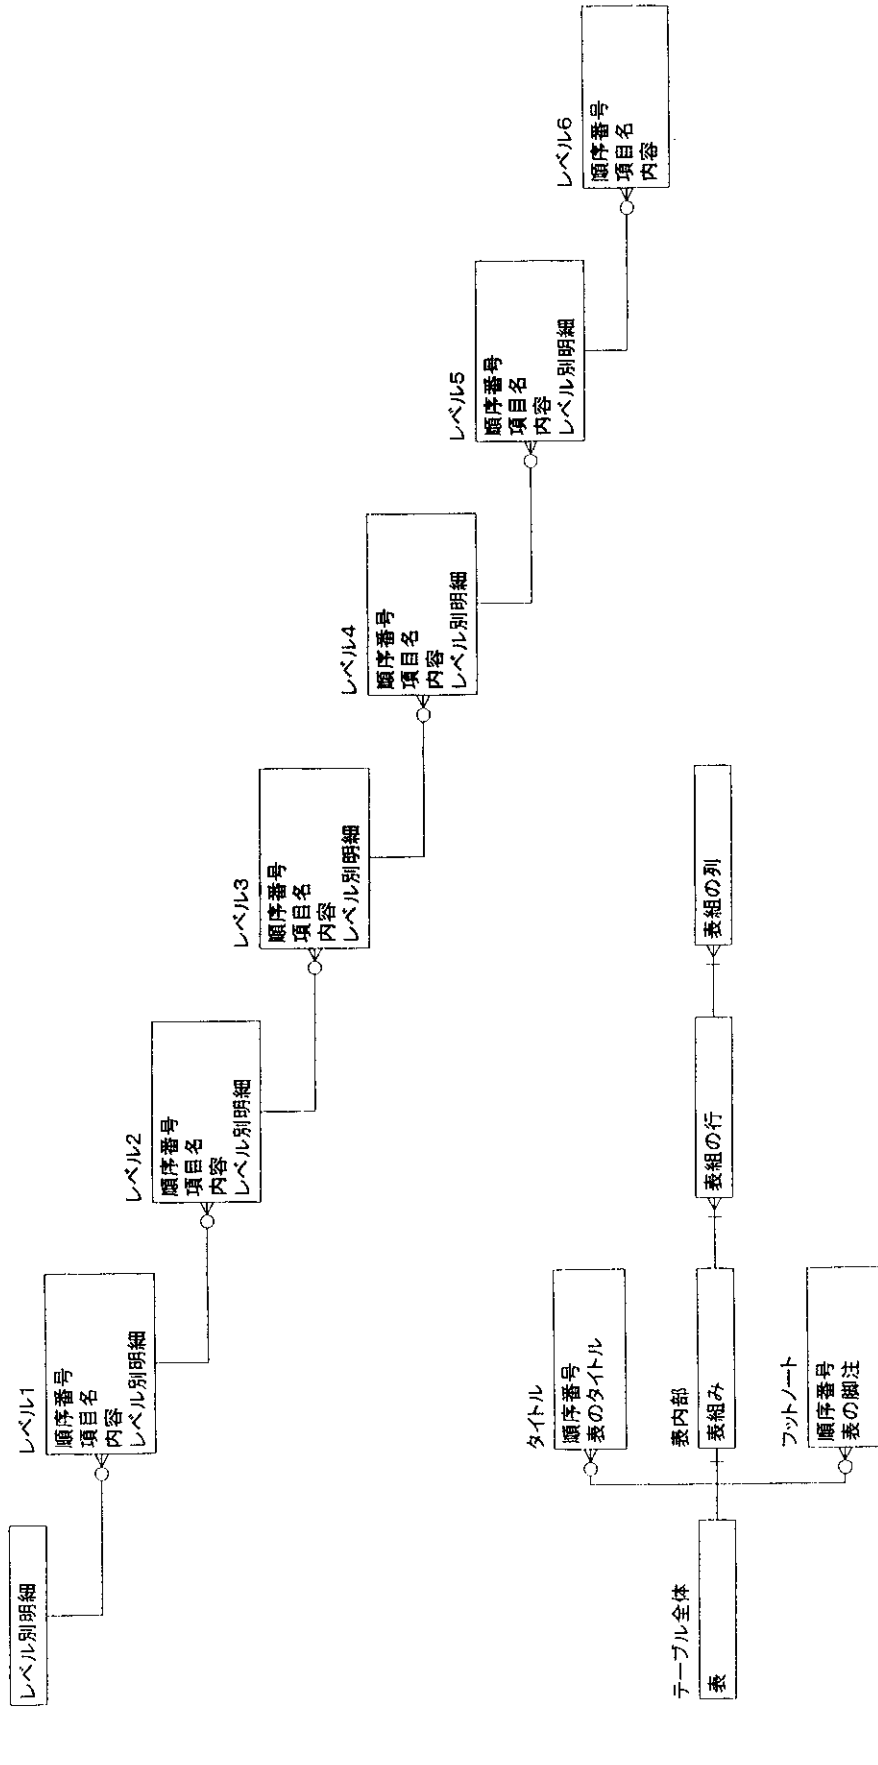 レベル別明細
レベル1
順序番号
項目名
内容
レベル別明細
レベル2
順序番号
項目名
内容
レベル別明細
レベル3
順序番号
項目名
内容
レベル別明細
レベル4
順序番号
項目名
内容
レベル別明細
レベル5
順序番号
項目名
内容
レベル別明細
レベル6
順序番号
項目名
内容
テーブル全体
表
タイトル
順序番号
表のタイトル
表内部
表組み
フットノート
順序番号
表の脚注
表組の行
表組の列